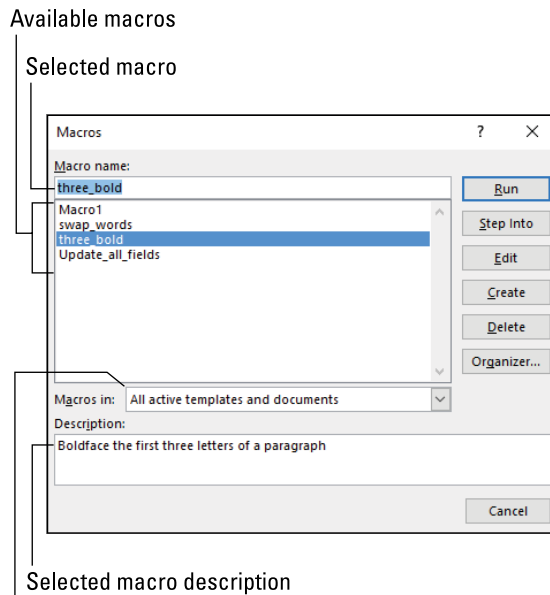 Available macros
Selected macro
Macros ? ×
Macro name:
three_bold
Run
Macro1
swap_words
three_bold
Update_all_fields
Step Into
Edit
Create
Delete
Organizer...
Macros in: All active templates and documents
Description:
Boldface the first three letters of a paragraph
Cancel
Selected macro description